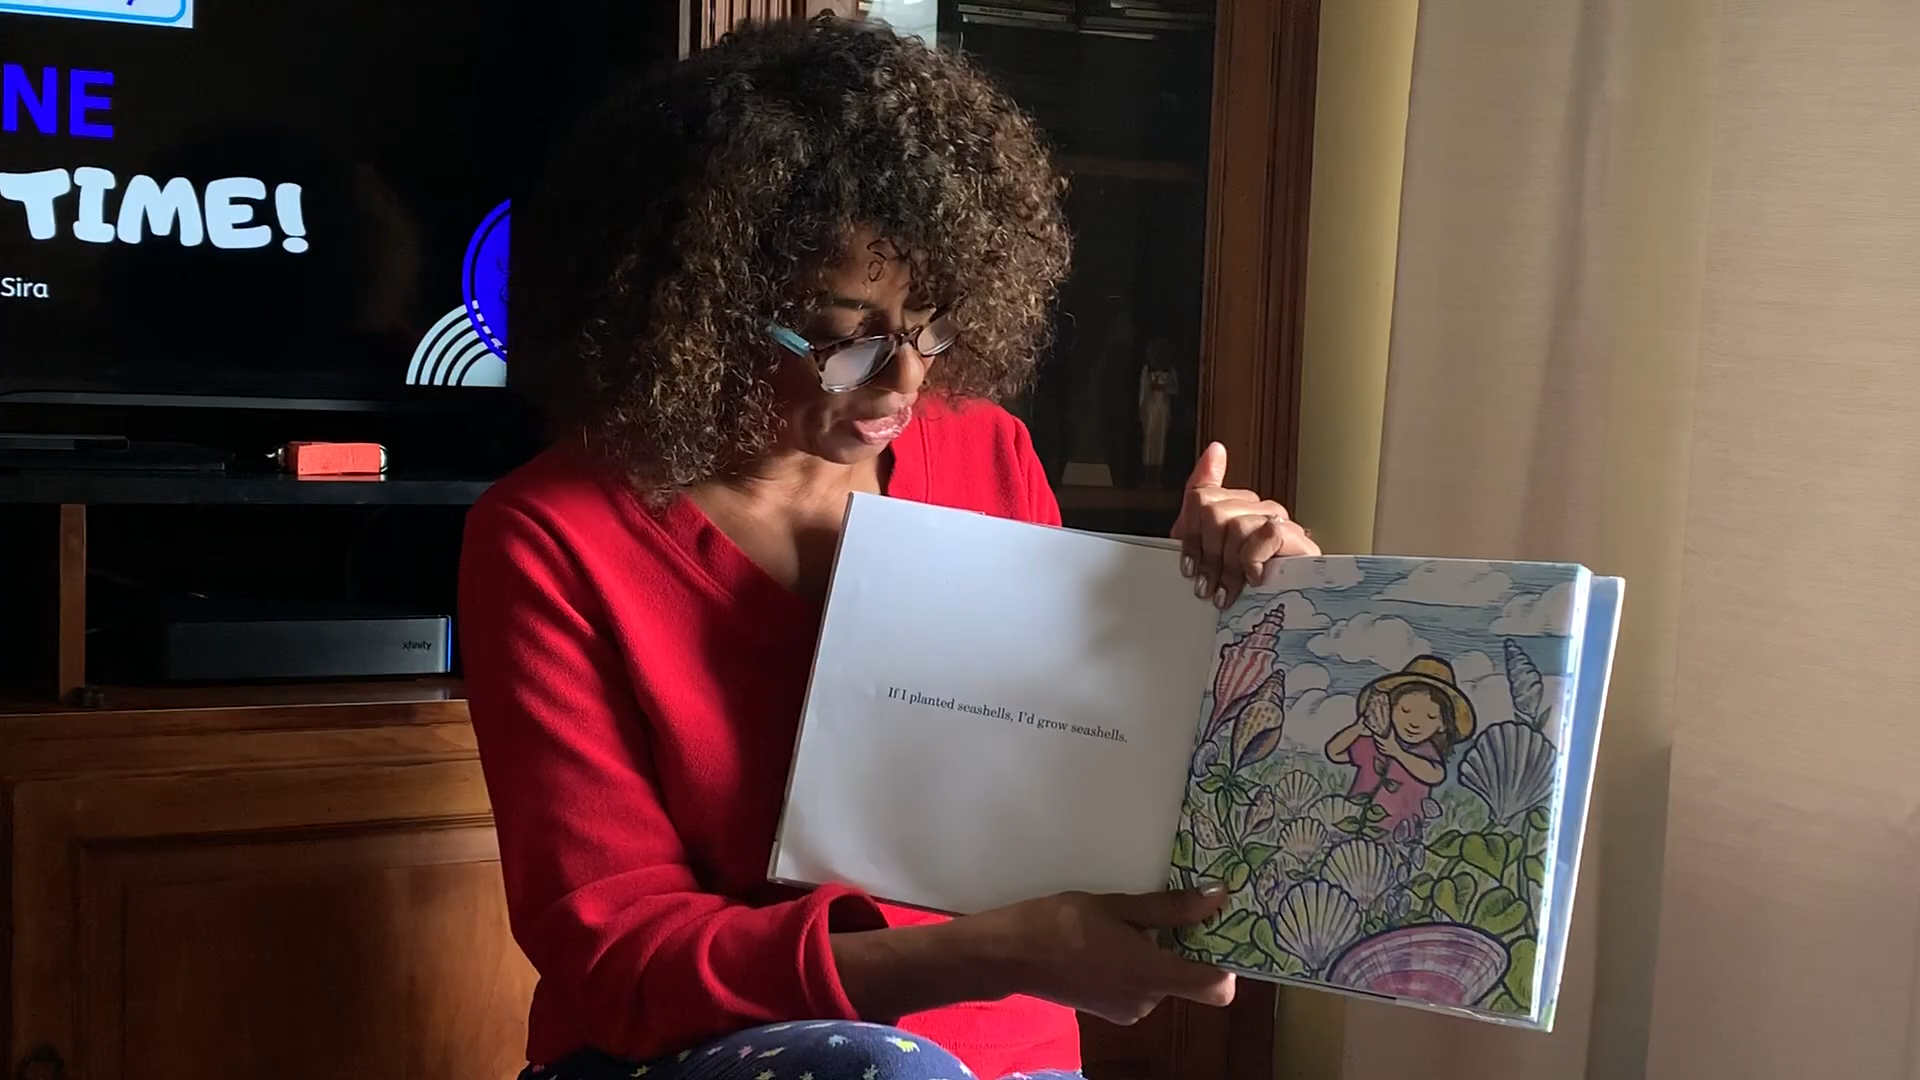 NE
TIME!
Sira
xfinity
If I planted seashells, I'd grow seashells.